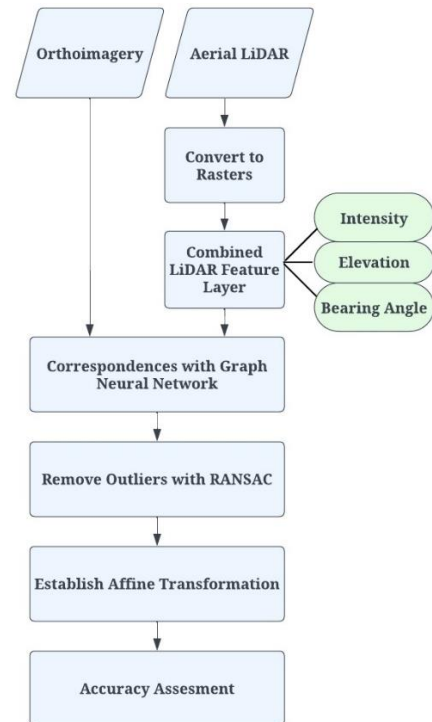 Orthoimagery
Aerial LiDAR
Convert to
Rasters
Combined
LiDAR Feature
Layer
Intensity
Elevation
Bearing Angle
Correspondences with Graph
Neural Network
Remove Outliers with RANSAC
Establish Affine Transformation
Accuracy Assesment